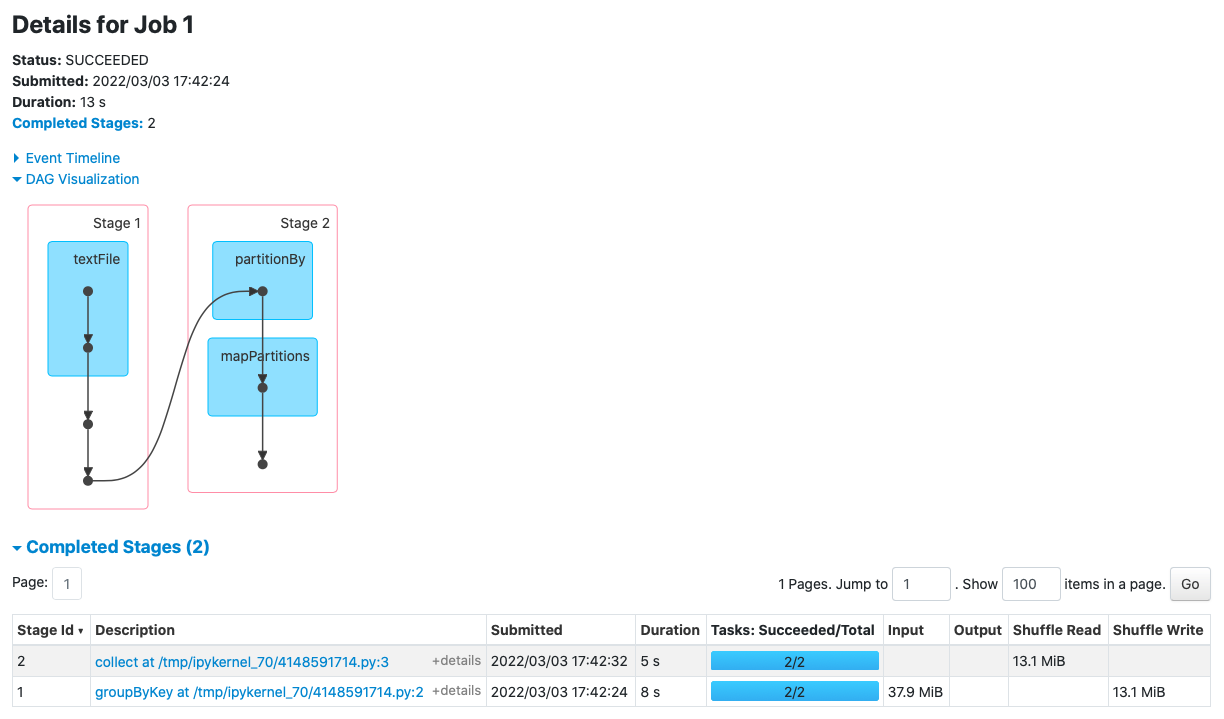 Details for Job 1
Status: SUCCEEDED
Submitted: 2022/03/03 17:42:24
Duration: 13 s
Completed Stages: 2
Event Timeline
DAG Visualization
Stage 1
textFile
Stage 2
partitionBy
mapPartitions
Completed Stages (2)
Page: 1
1 Pages. Jump to 1 . Show 100 items in a page. Go
Stage Id ▾ Description Submitted Duration Tasks: Succeeded/Total Input Output Shuffle Read Shuffle Write
2 collect at /tmp/ipykernel_70/4148591714.py:3 +details 2022/03/03 17:42:32 5 s 2/2 13.1 MiB
1 groupByKey at /tmp/ipykernel_70/4148591714.py:2 +details 2022/03/03 17:42:24 8 s 2/2 37.9 MiB 13.1 MiB